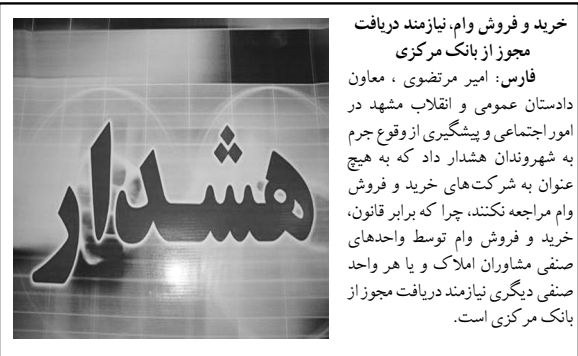 خرید و فروش وام، نیازمند دریافت
مجوز از بانک مرکزی
فارس: امیر مرتضوی ، معاون
دادستان عمومی و انقلاب مشهد در
امور اجتماعی و پیشگیری از وقوع جرم
به شهروندان هشدار داد که به هیچ
عنوان به شرکت‌های خرید و فروش
وام مراجعه نکنند، چرا که برابر قانون،
خرید و فروش وام توسط واحدهای
صنفی مشاوران املاک و یا هر واحد
صنفی دیگری نیازمند دریافت مجوز از
بانک مرکزی است.
هشدار